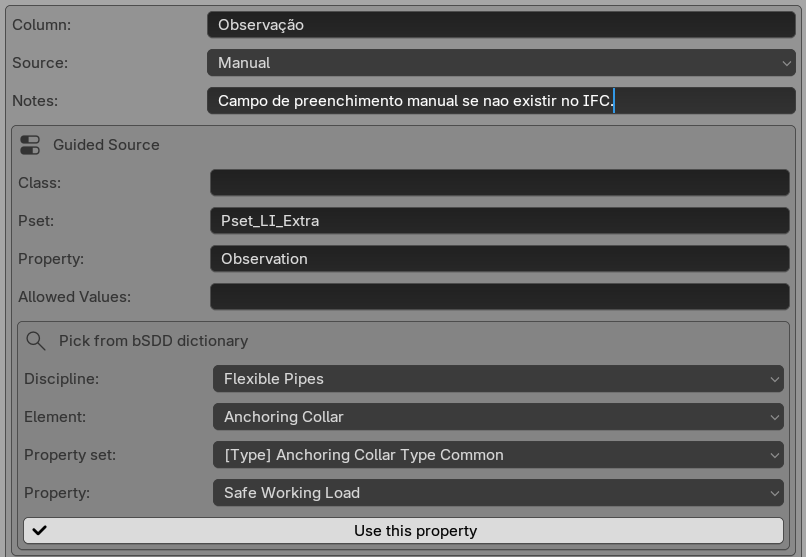 Column: Observação
Source: Manual
Notes: Campo de preenchimento manual se nao existir no IFC.
Guided Source
Class:
Pset: Pset_LI_Extra
Property: Observation
Allowed Values:
Pick from bSDD dictionary
Discipline: Flexible Pipes
Element: Anchoring Collar
Property set: [Type] Anchoring Collar Type Common
Property: Safe Working Load
Use this property